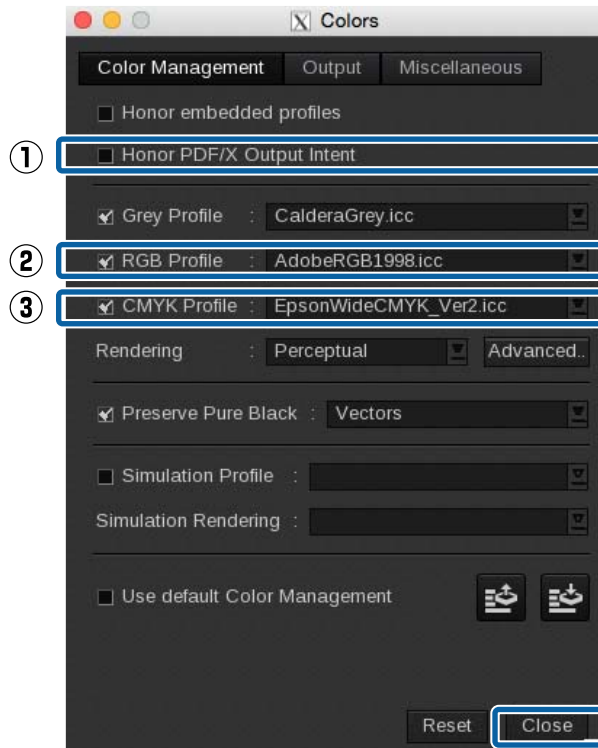 Colors
Color Management Output Miscellaneous
Honor embedded profiles
① Honor PDF/X Output Intent
Grey Profile : CalderaGrey.icc
② RGB Profile : AdobeRGB1998.icc
③ CMYK Profile : EpsonWideCMYK_Ver2.icc
Rendering : Perceptual Advanced..
Preserve Pure Black : Vectors
Simulation Profile :
Simulation Rendering :
Use default Color Management
Reset Close